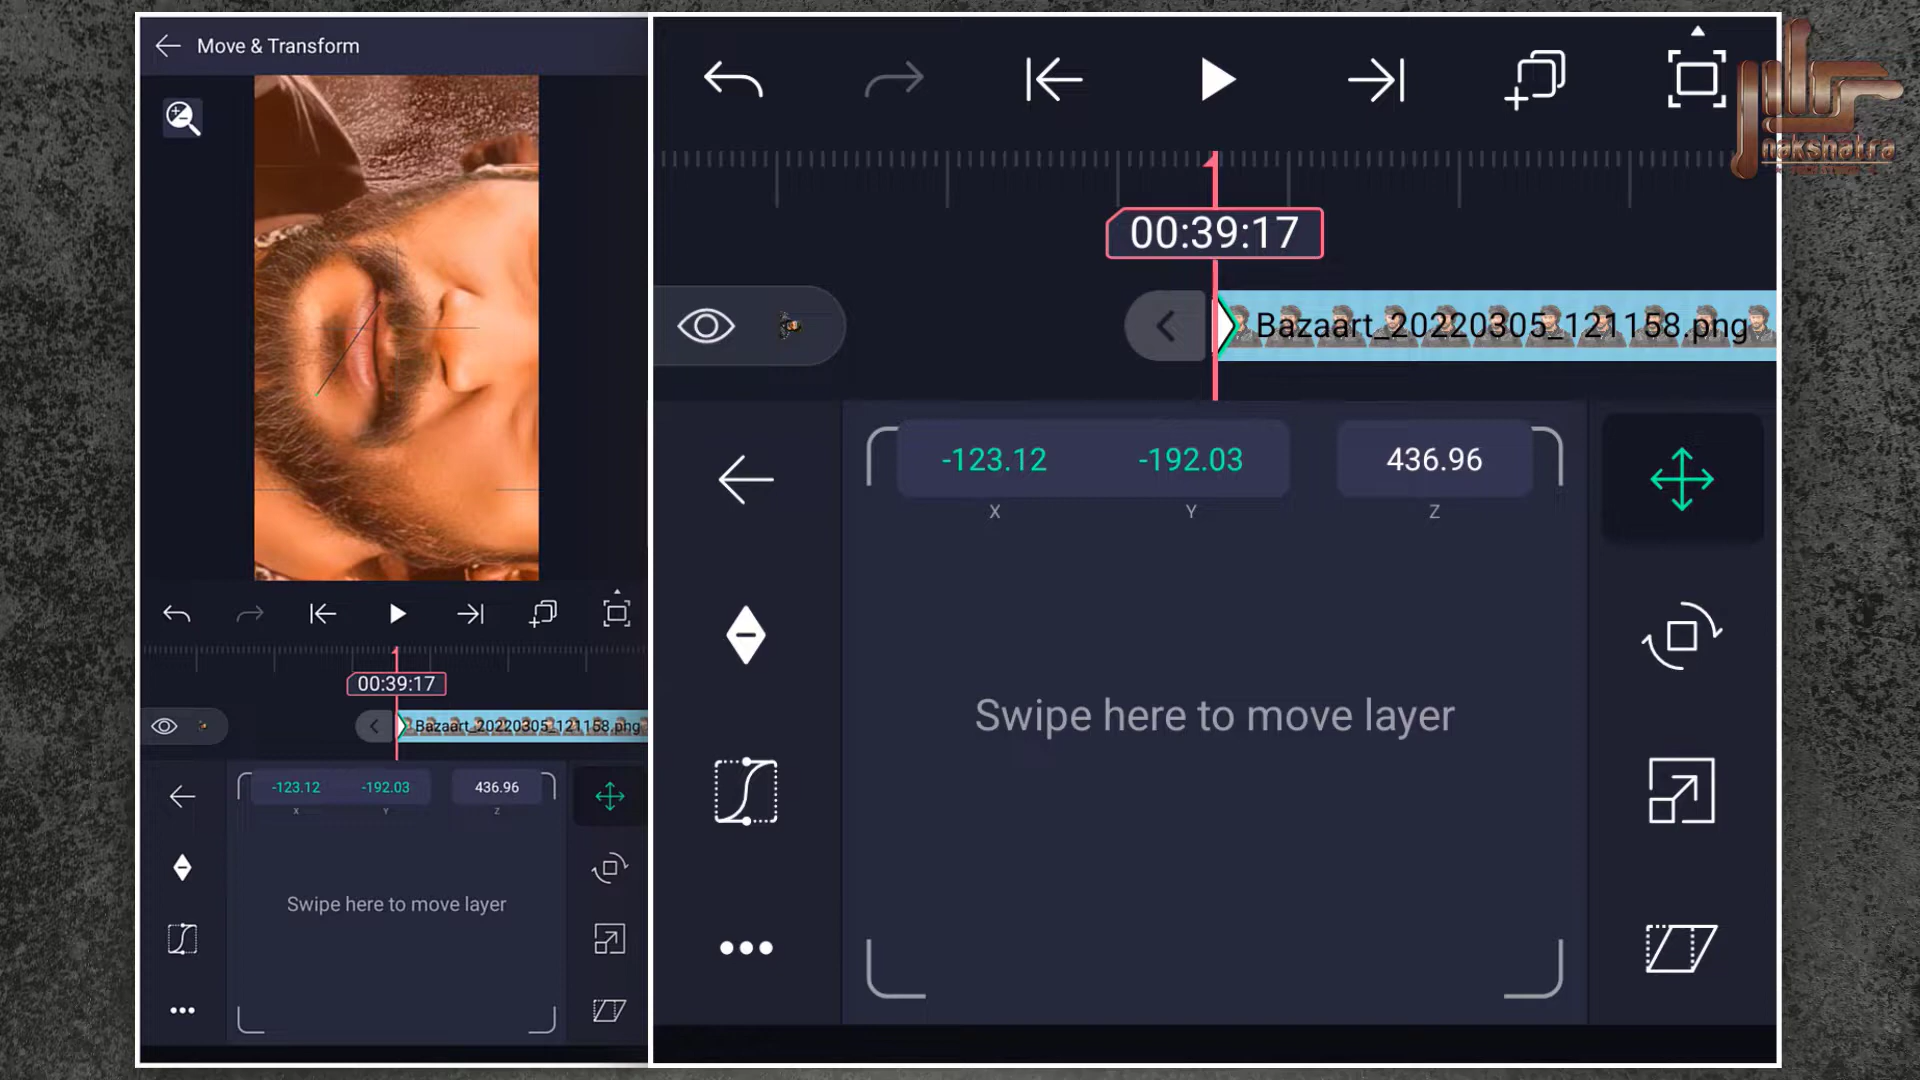 Move & Transform
00:39:17
Bazaart_20220305_121158.png
-123.12 -192.03 436.96
X Y Z
Swipe here to move layer
00:39:17
Bazaart_20220305_121158.png
-123.12 -192.03 436.96
X Y Z
Swipe here to move layer
nakshatra